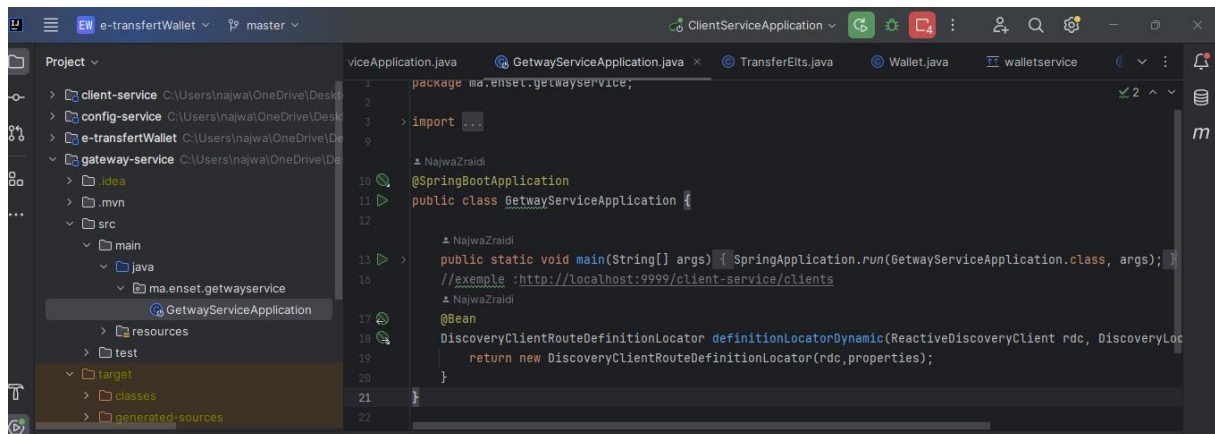 EW e-transfertWallet master ClientServiceApplication 4
Project
viceApplication.java GetwayServiceApplication.java TransferElts.java Wallet.java walletservice
client-service C:\Users\najwa\OneDrive\Deskt
config-service C:\Users\najwa\OneDrive\Desk
e-transfertWallet C:\Users\najwa\OneDrive\De
gateway-service C:\Users\najwa\OneDrive\De
.idea
.mvn
src
main
java
ma.enset.getwayservice
GetwayServiceApplication
resources
test
target
classes
generated-sources
1 package ma.enset.getwayservice;
2
2
3 import ...
9
NajwaZraidi
10 @SpringBootApplication
11 public class GetwayServiceApplication {
12
NajwaZraidi
13 public static void main(String[] args) { SpringApplication.run(GetwayServiceApplication.class, args); }
16 //exemple :http://localhost:9999/client-service/clients
NajwaZraidi
17 @Bean
18 DiscoveryClientRouteDefinitionLocator definitionLocatorDynamic(ReactiveDiscoveryClient rdc, DiscoveryLoc
19 return new DiscoveryClientRouteDefinitionLocator(rdc,properties);
20 }
21 }
22
m